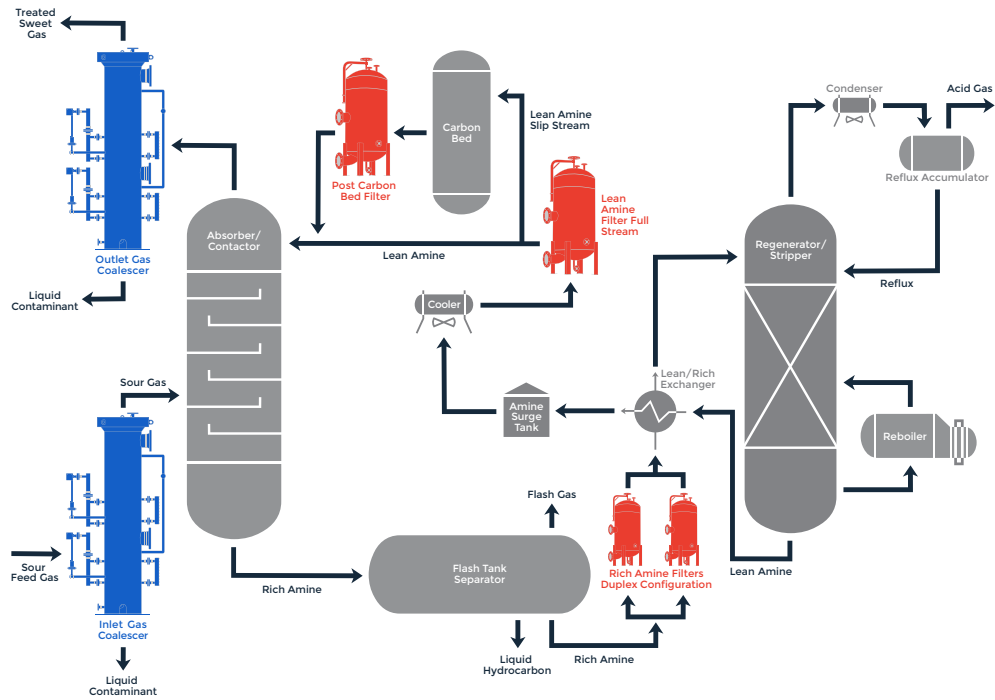 Treated
Sweet
Gas
Outlet Gas
Coalescer
Liquid
Contaminant
Sour Gas
Sour
Feed Gas
Inlet Gas
Coalescer
Liquid
Contaminant
Absorber/
Contactor
Rich Amine
Post Carbon
Bed Filter
Carbon
Bed
Lean Amine
Slip Stream
Lean
Amine
Filter Full
Stream
Lean Amine
Cooler
Amine
Surge
Tank
Lean/Rich
Exchanger
Flash Gas
Flash Tank
Separator
Liquid
Hydrocarbon
Rich Amine
Rich Amine Filters
Duplex Configuration
Lean Amine
Regenerator/
Stripper
Condenser
Acid Gas
Reflux Accumulator
Reflux
Reboiler